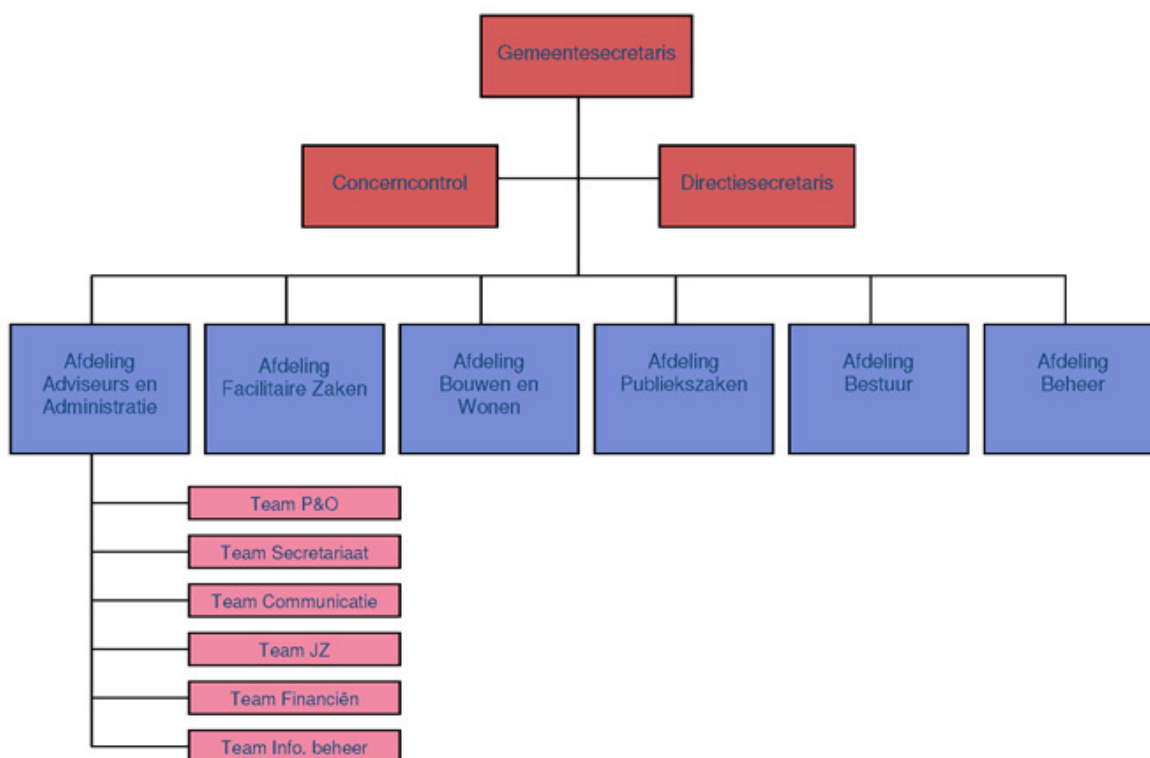 Gemeentesecretaris
Concerncontrol
Directiesecretaris
Afdeling
Adviseurs en
Administratie
Afdeling
Facilitaire Zaken
Afdeling
Bouwen en
Wonen
Afdeling
Publiekszaken
Afdeling
Bestuur
Afdeling
Beheer
Team P&O
Team Secretariaat
Team Communicatie
Team JZ
Team Financiën
Team Info. beheer